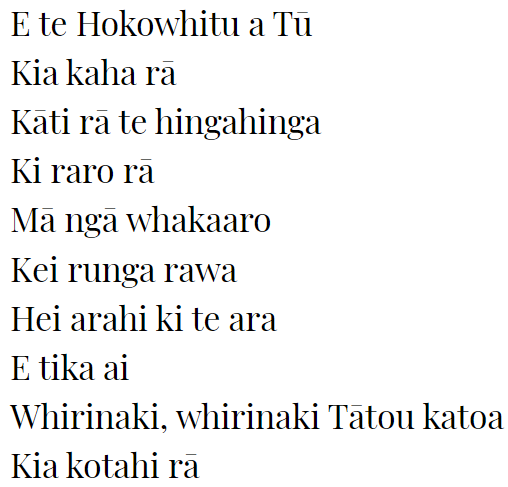 E te Hokowhitu a Tū
Kia kaha rā
Kāti rā te hingahinga
Ki raro rā
Mā ngā whakaaro
Kei runga rawa
Hei arahi ki te ara
E tika ai
Whirinaki, whirinaki Tātou katoa
Kia kotahi rā